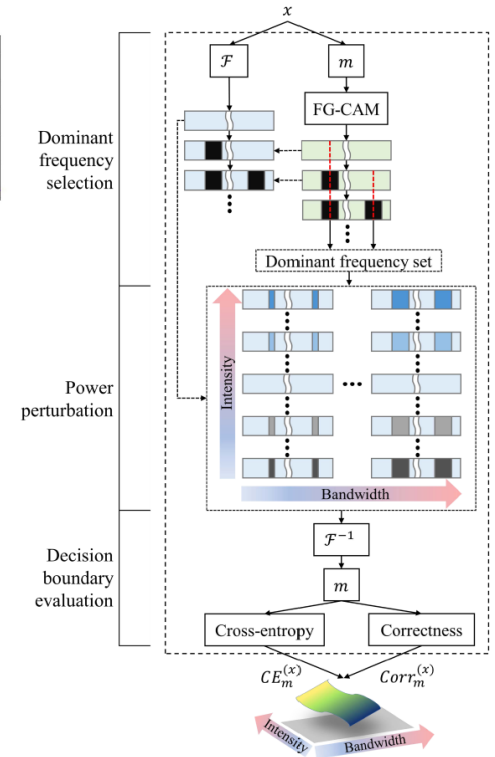 x
ℱ
m
FG-CAM
Dominant
frequency
selection
Dominant frequency set
Intensity
Power
perturbation
Bandwidth
ℱ⁻¹
Decision
boundary
evaluation
m
Cross-entropy
Correctness
CE_m^{(x)}
Corr_m^{(x)}
Intensity
Bandwidth